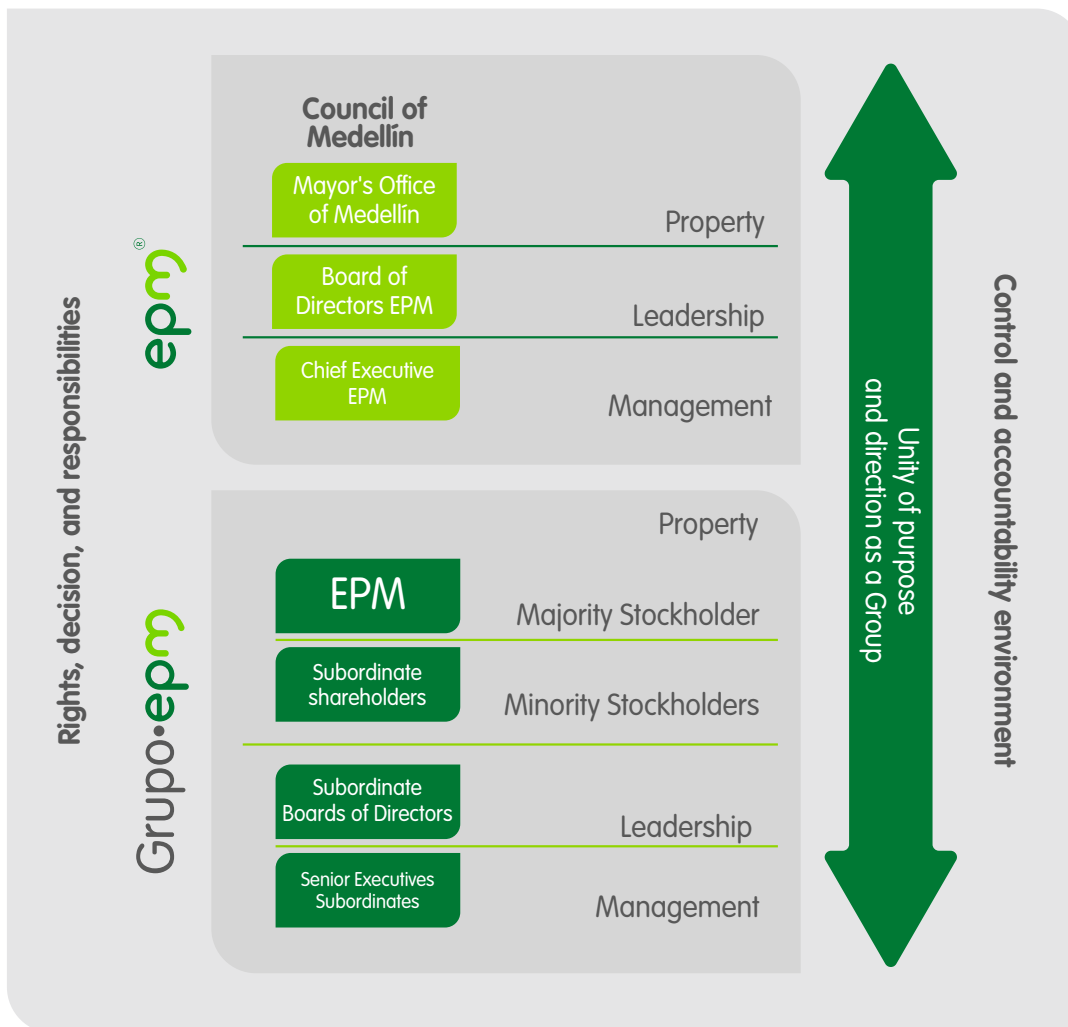 Rights, decision, and responsibilities
epm®
Council of
Medellín
Mayor's Office
of Medellín
Property
Board of
Directors EPM
Leadership
Chief Executive
EPM
Management
Grupo•epm
Property
EPM
Majority Stockholder
Subordinate
shareholders
Minority Stockholders
Subordinate
Boards of Directors
Leadership
Senior Executives
Subordinates
Management
Unity of purpose
and direction as a Group
Control and accountability environment